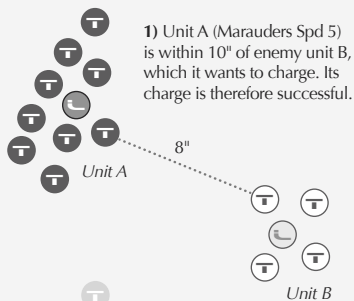 1) Unit A (Marauders Spd 5)
is within 10" of enemy unit B,
which it wants to charge. Its
charge is therefore successful.
8"
Unit A
Unit B